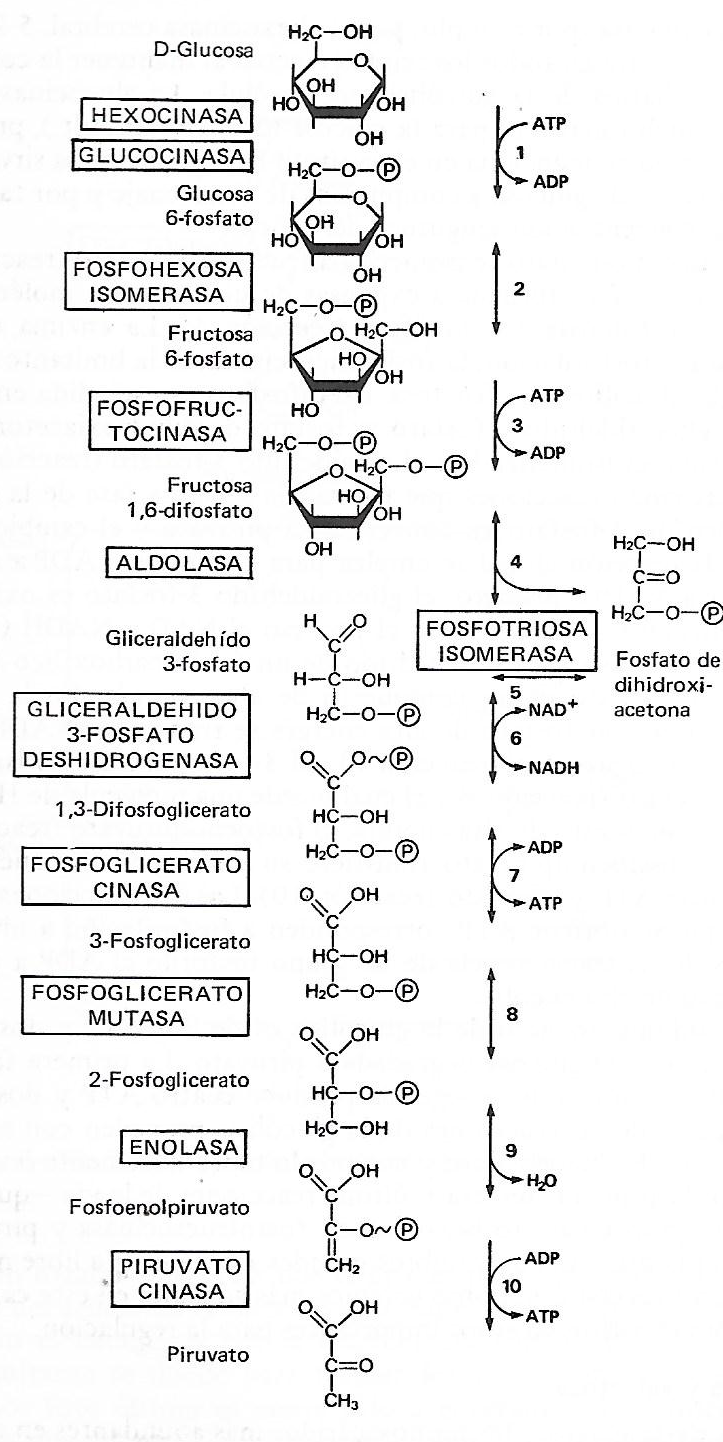 D-Glucosa
H₂C—OH
O
OH
HO
OH
OH
HEXOCINASA
ATP
1
GLUCOCINASA
ADP
H₂C—O—P
Glucosa
6-fosfato
O
OH
HO
OH
OH
FOSFOHEXOSA
ISOMERASA
2
H₂C—O—P
Fructosa
6-fosfato
H₂C—OH
O
HO
OH
HO
FOSFOFRUC-
TOCINASA
ATP
3
ADP
H₂C—O—P
H₂C—O—P
Fructosa
1,6-difosfato
O
HO
OH
OH
ALDOLASA
4
H₂C—OH
C=O
H₂C—O—P
Fosfato de
dihidroxi-
acetona
FOSFOTRIOSA
ISOMERASA
5
Gliceraldehído
3-fosfato
H
O
C
H—C—OH
H₂C—O—P
GLICERALDEHIDO
3-FOSFATO
DESHIDROGENASA
NAD⁺
6
NADH
1,3-Difosfoglicerato
O
O~P
C
HC—OH
H₂C—O—P
FOSFOGLICERATO
CINASA
ADP
7
ATP
3-Fosfoglicerato
O
OH
C
HC—OH
H₂C—O—P
FOSFOGLICERATO
MUTASA
8
2-Fosfoglicerato
O
OH
C
HC—O—P
H₂C—OH
ENOLASA
9
H₂O
Fosfoenolpiruvato
O
OH
C
C—O~P
CH₂
PIRUVATO
CINASA
ADP
10
ATP
Piruvato
O
OH
C
C=O
CH₃